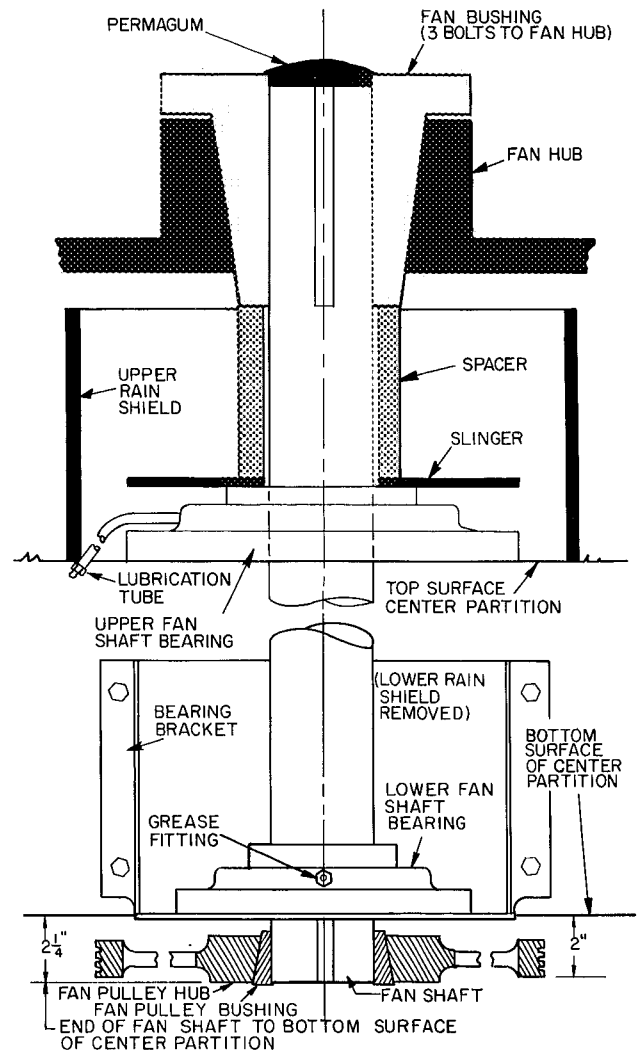 PERMAGUM
FAN BUSHING
(3 BOLTS TO FAN HUB)
FAN HUB
UPPER
RAIN
SHIELD
SPACER
SLINGER
LUBRICATION
TUBE
TOP SURFACE
CENTER PARTITION
UPPER FAN
SHAFT BEARING
(LOWER RAIN
SHIELD
REMOVED)
BEARING
BRACKET
BOTTOM
SURFACE
OF CENTER
PARTITION
LOWER FAN
SHAFT
BEARING
GREASE
FITTING
2 1/4"
2"
FAN PULLEY HUB
FAN SHAFT
FAN PULLEY BUSHING
END OF FAN SHAFT TO BOTTOM SURFACE
OF CENTER PARTITION